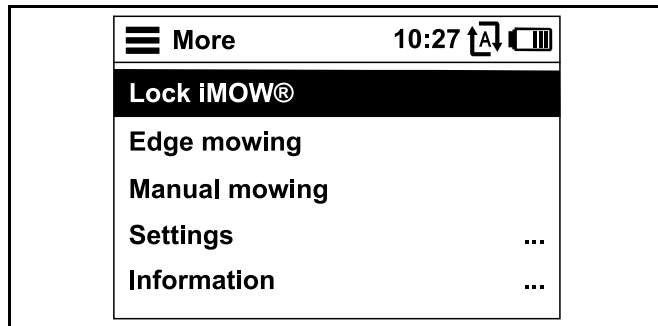 More 10:27 A
Lock iMOW®
Edge mowing
Manual mowing
Settings ...
Information ...